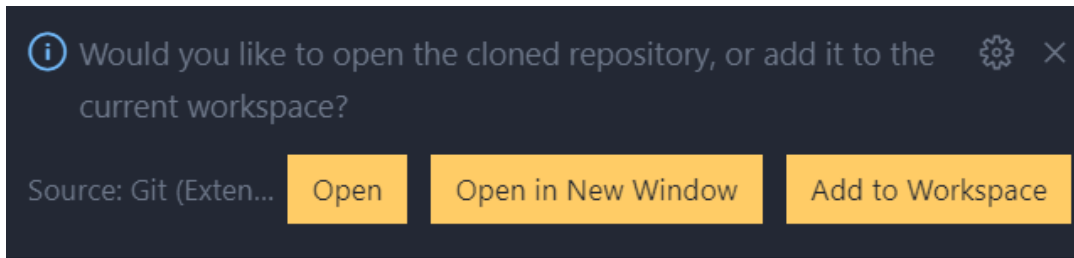 Would you like to open the cloned repository, or add it to the
current workspace?
Source: Git (Exten... Open Open in New Window Add to Workspace